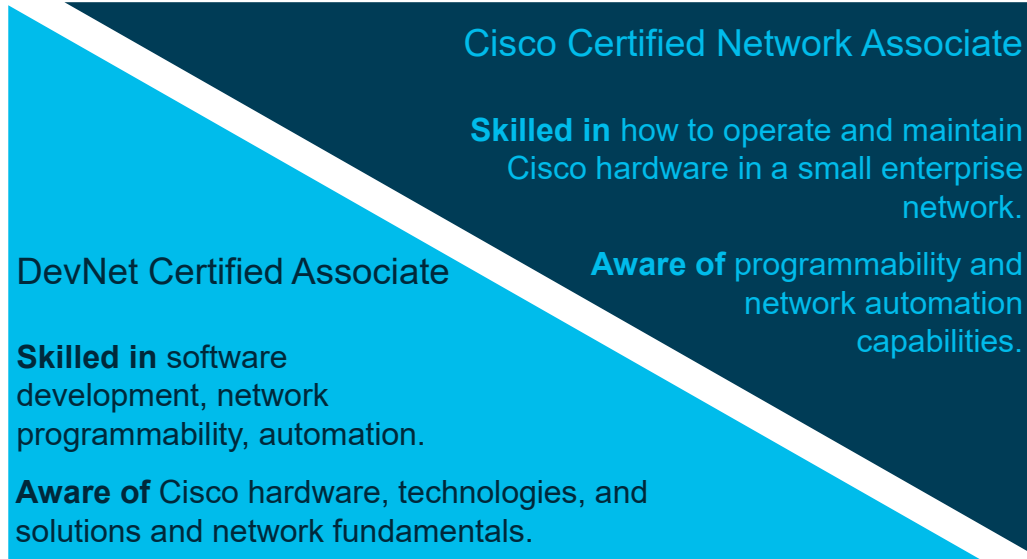 Cisco Certified Network Associate
Skilled in how to operate and maintain
Cisco hardware in a small enterprise
network.
Aware of programmability and
network automation
capabilities.
DevNet Certified Associate
Skilled in software
development, network
programmability, automation.
Aware of Cisco hardware, technologies, and
solutions and network fundamentals.